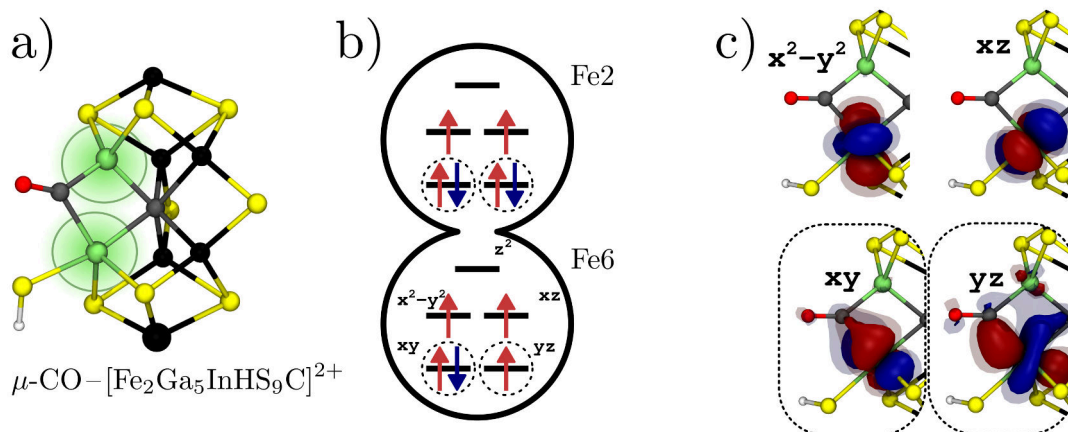 a)
μ-CO–[Fe₂Ga₅InHS₉C]²⁺
b)
Fe2
Fe6
z²
x²−y²
xz
xy
yz
c)
x²−y²
xz
xy
yz